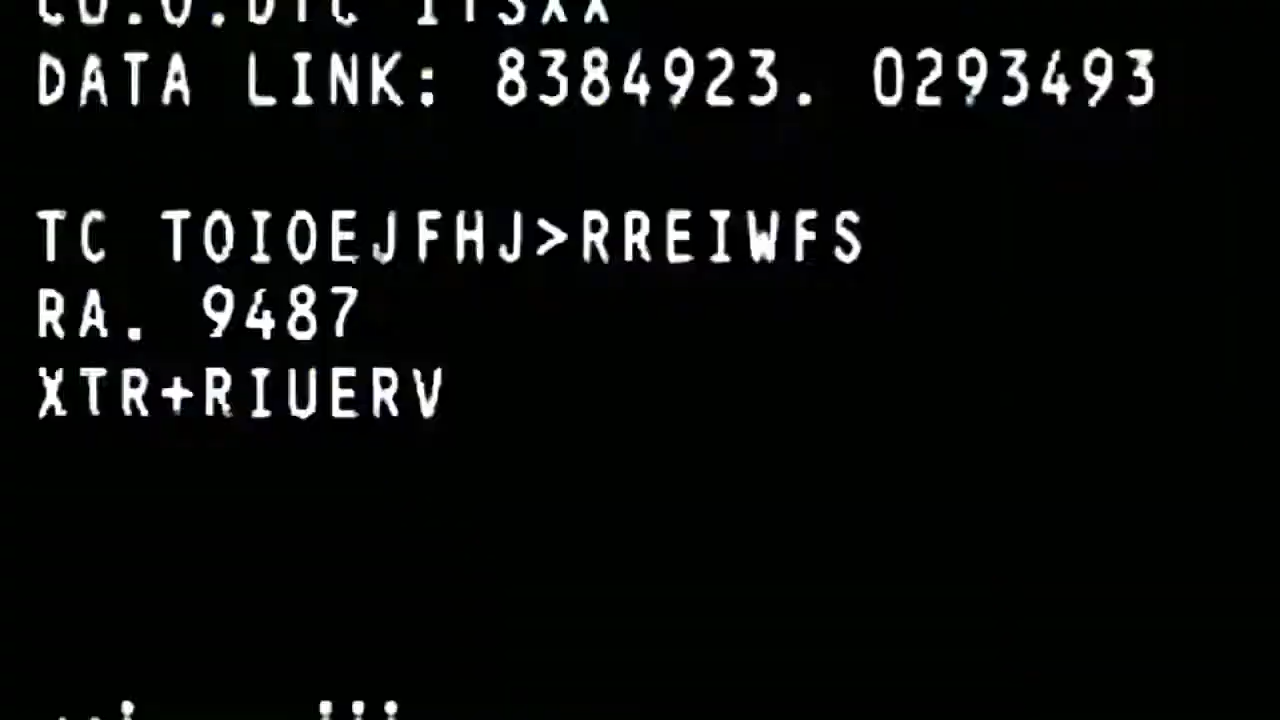 DATA LINK: 8384923. 0293493
TC TOIOEJFHJ>RREIWFS
RA. 9487
XTR+RIUERV